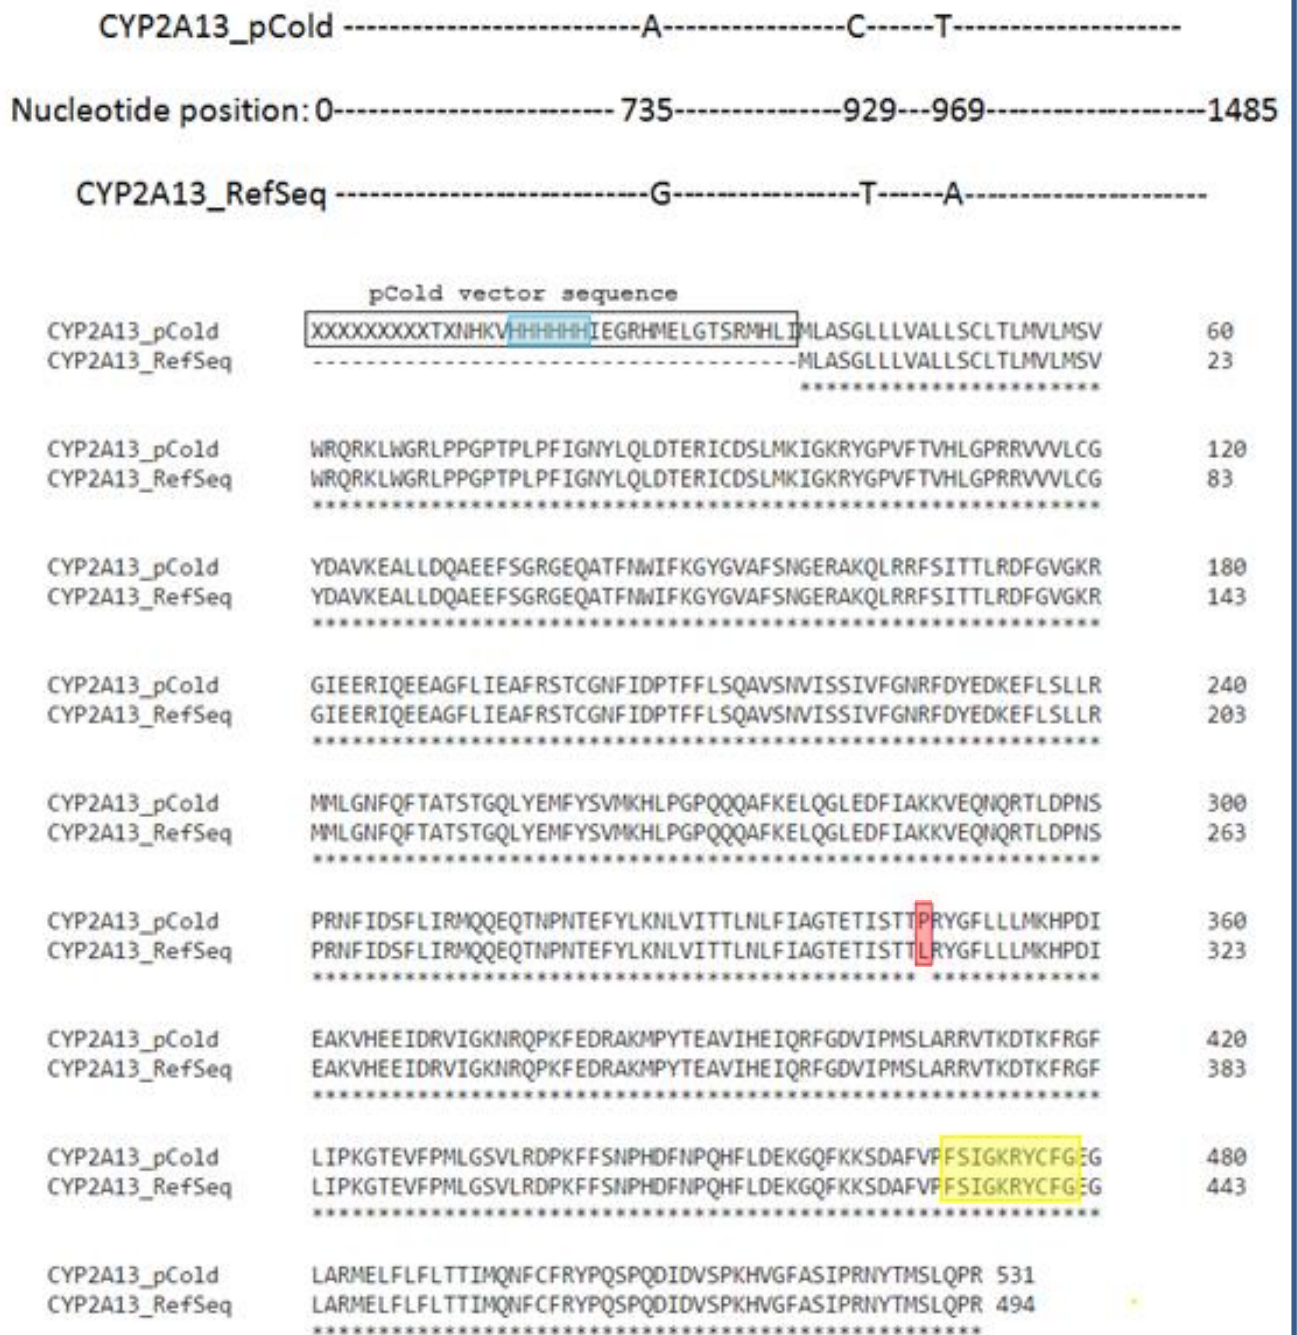 CYP2A13_pCold --------------------------A----------------C------T--------------------
Nucleotide position: 0------------------------- 735---------------929---969-------------------1485
CYP2A13_RefSeq ----------------------------G-----------------T------A---------------------
pCold vector sequence
CYP2A13_pCold XXXXXXXXXXTXNHKVHHHHHHIEGRHMELGTSRMHLIMLASGLLLVALLSCLTLMVLMSV 60
CYP2A13_RefSeq -------------------------------------MLASGLLLVALLSCLTLMVLMSV 23
***********************
CYP2A13_pCold WRQRKLWGRLPPGPTPLPFIGNYLQLDTERICDSLMKIGKRYGPVFTVHLGPRRVVVLCG 120
CYP2A13_RefSeq WRQRKLWGRLPPGPTPLPFIGNYLQLDTERICDSLMKIGKRYGPVFTVHLGPRRVVVLCG 83
************************************************************
CYP2A13_pCold YDAVKEALLDQAEEFSGRGEQATFNWIFKGYGVAFSNGERAKQLRRFSITTLRDFGVGKR 180
CYP2A13_RefSeq YDAVKEALLDQAEEFSGRGEQATFNWIFKGYGVAFSNGERAKQLRRFSITTLRDFGVGKR 143
************************************************************
CYP2A13_pCold GIEERIQEEAGFLIEAFRSTCGNFIDPTFFLSQAVSNVISSIVFGNRFDYEDKEFLSLLR 240
CYP2A13_RefSeq GIEERIQEEAGFLIEAFRSTCGNFIDPTFFLSQAVSNVISSIVFGNRFDYEDKEFLSLLR 203
************************************************************
CYP2A13_pCold MMLGNFQFTATSTGQLYEMFYSVMKHLPGPQQQAFKELQGLEDFIAKKVEQNQRTLDPNS 300
CYP2A13_RefSeq MMLGNFQFTATSTGQLYEMFYSVMKHLPGPQQQAFKELQGLEDFIAKKVEQNQRTLDPNS 263
************************************************************
CYP2A13_pCold PRNFIDSFLIRMQQEQTNPNTEFYLKNLVITTLNLFIAGTETISTTPRYGFLLLMKHPDI 360
CYP2A13_RefSeq PRNFIDSFLIRMQQEQTNPNTEFYLKNLVITTLNLFIAGTETISTTLRYGFLLLMKHPDI 323
********************************************** *************
CYP2A13_pCold EAKVHEEIDRVIGKNRQPKFEDRAKMPYTEAVIHEIQRFGDVIPMSLARRVTKDTKFRGF 420
CYP2A13_RefSeq EAKVHEEIDRVIGKNRQPKFEDRAKMPYTEAVIHEIQRFGDVIPMSLARRVTKDTKFRGF 383
************************************************************
CYP2A13_pCold LIPKGTEVFPMLGSVLRDPKFFSNPHDFNPQHFLDEKGQFKKSDAFVPFSIGKRYCFGEG 480
CYP2A13_RefSeq LIPKGTEVFPMLGSVLRDPKFFSNPHDFNPQHFLDEKGQFKKSDAFVPFSIGKRYCFGEG 443
************************************************************
CYP2A13_pCold LARMELFLFLTTIMQNFCFRYPQSPQDIDVSPKHVGFASIPRNYTMSLQPR 531
CYP2A13_RefSeq LARMELFLFLTTIMQNFCFRYPQSPQDIDVSPKHVGFASIPRNYTMSLQPR 494
***************************************************